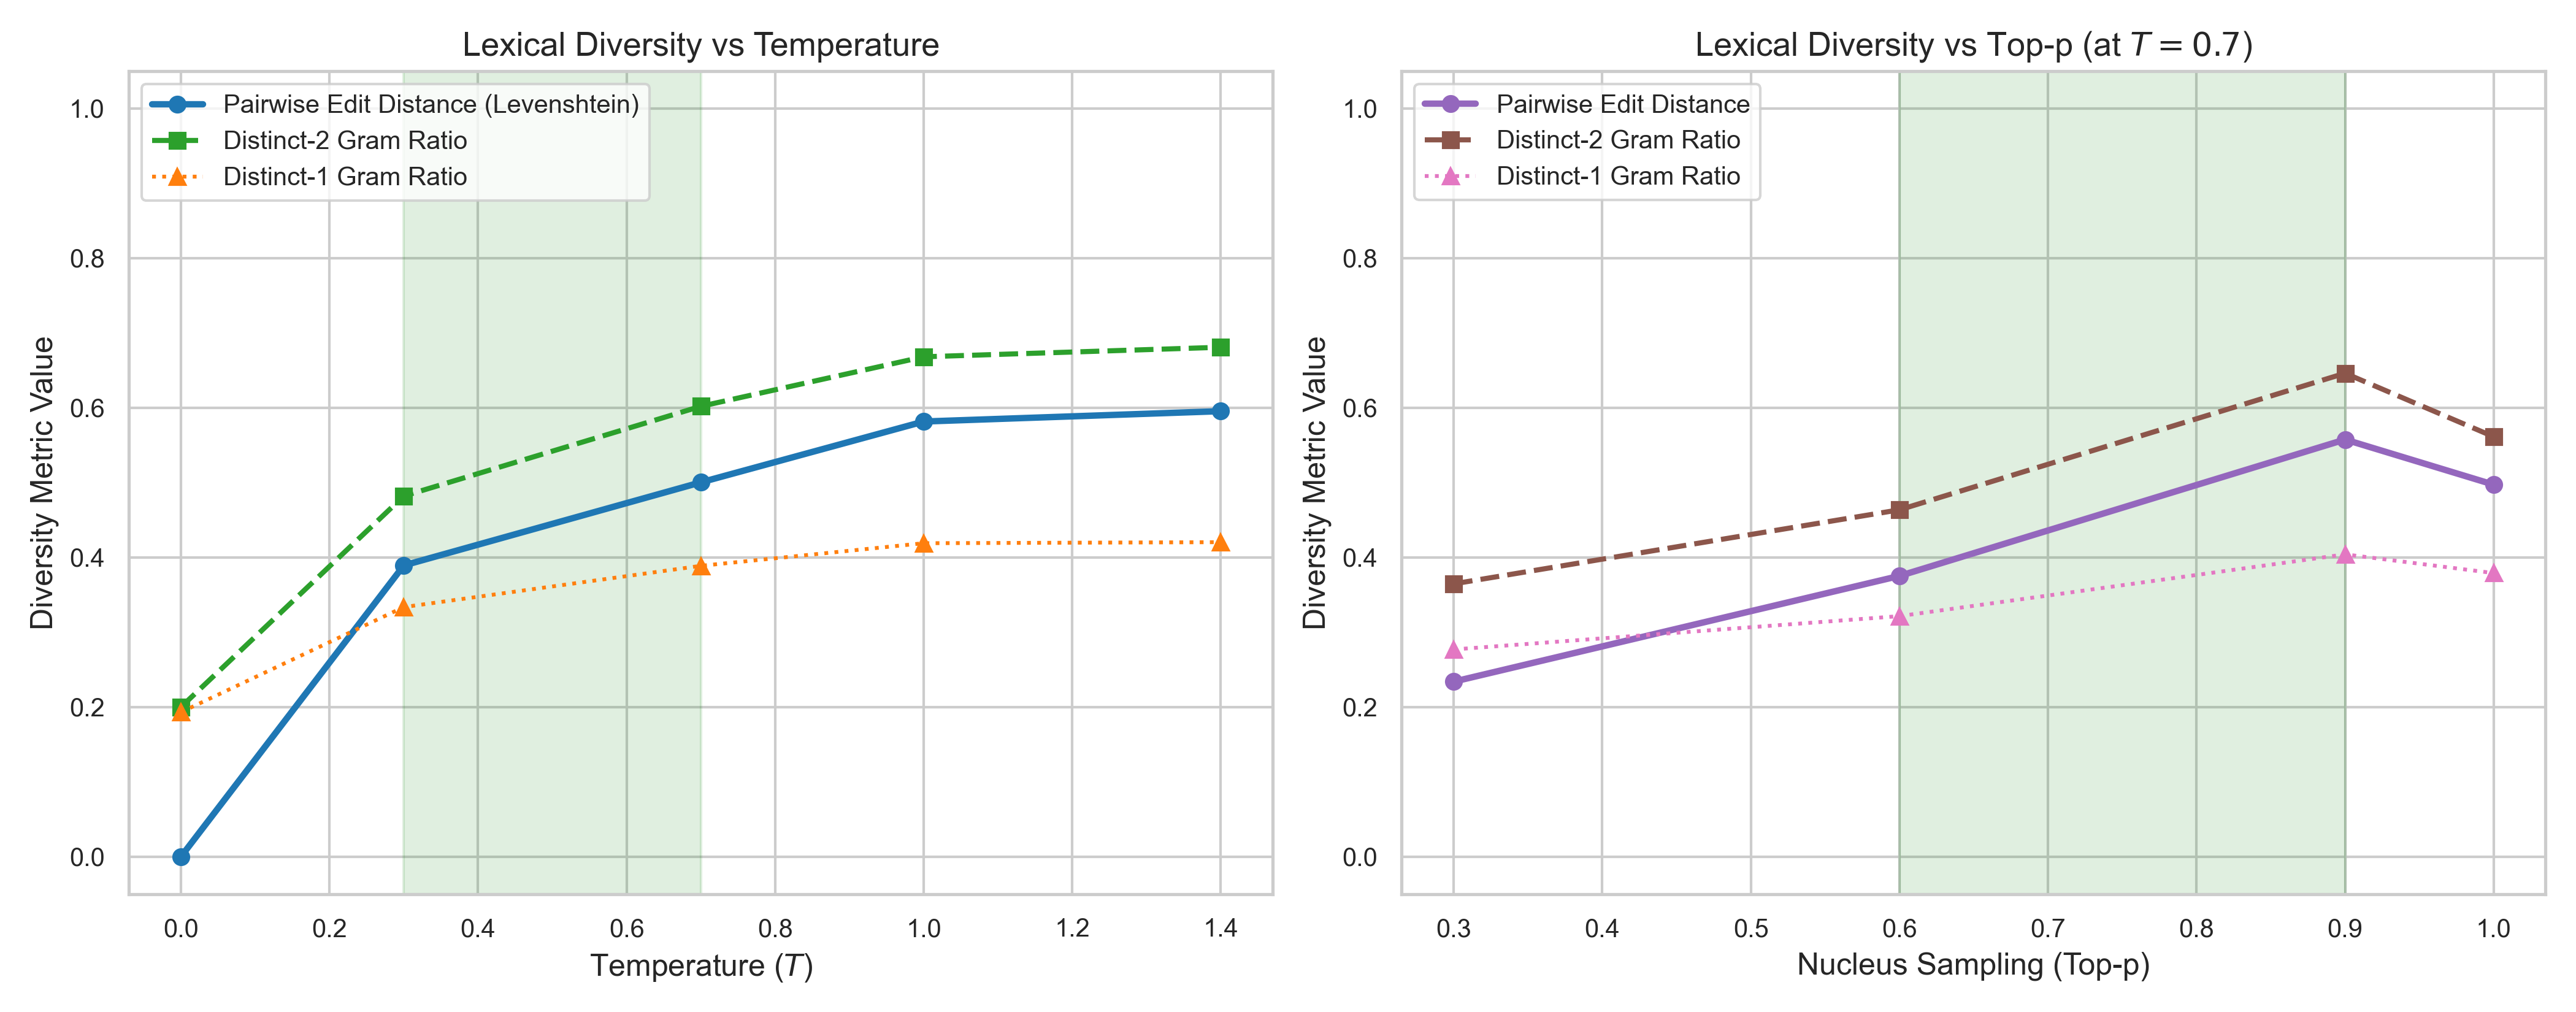 Lexical Diversity vs Temperature
Pairwise Edit Distance (Levenshtein)
Distinct-2 Gram Ratio
Distinct-1 Gram Ratio
Diversity Metric Value
1.0
0.8
0.6
0.4
0.2
0.0
0.0 0.2 0.4 0.6 0.8 1.0 1.2 1.4
Temperature (T)
Lexical Diversity vs Top-p (at T = 0.7)
Pairwise Edit Distance
Distinct-2 Gram Ratio
Distinct-1 Gram Ratio
Diversity Metric Value
1.0
0.8
0.6
0.4
0.2
0.0
0.3 0.4 0.5 0.6 0.7 0.8 0.9 1.0
Nucleus Sampling (Top-p)